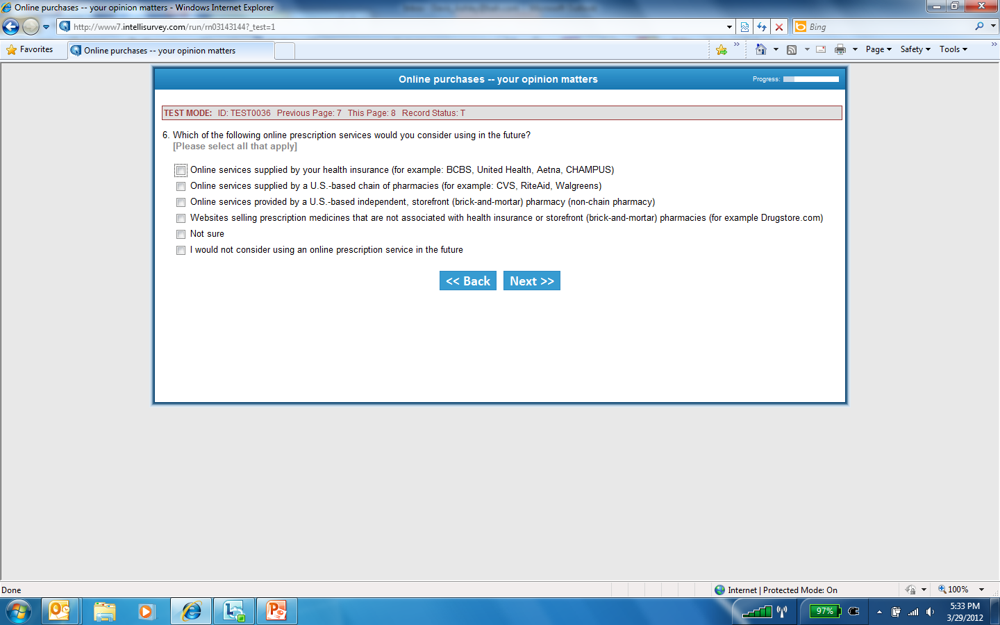 Online purchases -- your opinion matters - Windows Internet Explorer
http://www7.intellisurvey.com/run/rn03143144?_test=1
Bing
Favorites
Online purchases -- your opinion matters
Page
Safety
Tools
Online purchases -- your opinion matters
Progress:
TEST MODE: ID: TEST0036 Previous Page: 7 This Page: 8 Record Status: T
6. Which of the following online prescription services would you consider using in the future?
[Please select all that apply]
Online services supplied by your health insurance (for example: BCBS, United Health, Aetna, CHAMPUS)
Online services supplied by a U.S.-based chain of pharmacies (for example: CVS, RiteAid, Walgreens)
Online services provided by a U.S.-based independent, storefront (brick-and-mortar) pharmacy (non-chain pharmacy)
Websites selling prescription medicines that are not associated with health insurance or storefront (brick-and-mortar) pharmacies (for example Drugstore.com)
Not sure
I would not consider using an online prescription service in the future
<< Back
Next >>
Done
Internet | Protected Mode: On
100%
97%
5:33 PM
3/29/2012